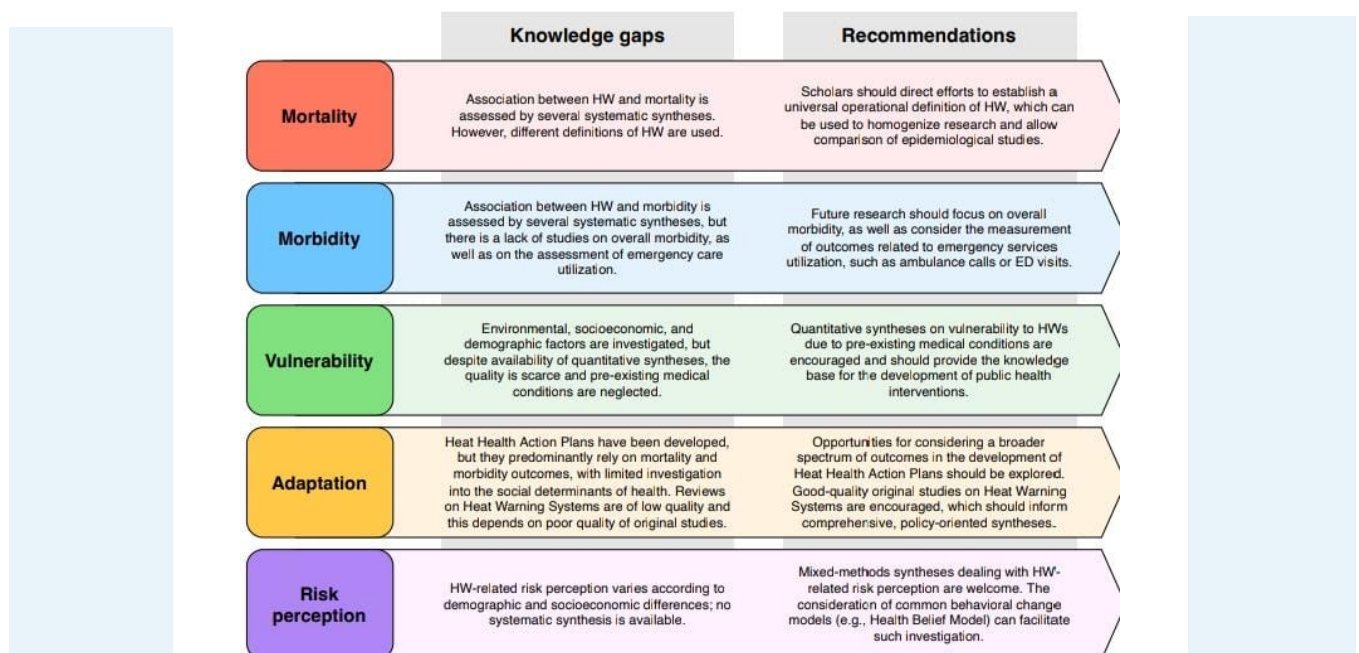 Knowledge gaps
Recommendations
Mortality
Association between HW and mortality is
assessed by several systematic syntheses.
However, different definitions of HW are used.
Scholars should direct efforts to establish a
universal operational definition of HW, which can
be used to homogenize research and allow
comparison of epidemiological studies.
Morbidity
Association between HW and morbidity is
assessed by several systematic syntheses, but
there is a lack of studies on overall morbidity, as
well as on the assessment of emergency care
utilization.
Future research should focus on overall
morbidity, as well as consider the measurement
of outcomes related to emergency services
utilization, such as ambulance calls or ED visits.
Vulnerability
Environmental, socioeconomic, and
demographic factors are investigated, but
despite availability of quantitative syntheses, the
quality is scarce and pre-existing medical
conditions are neglected.
Quantitative syntheses on vulnerability to HWs
due to pre-existing medical conditions are
encouraged and should provide the knowledge
base for the development of public health
interventions.
Adaptation
Heat Health Action Plans have been developed,
but they predominantly rely on mortality and
morbidity outcomes, with limited investigation
into the social determinants of health. Reviews
on Heat Warning Systems are of low quality and
this depends on poor quality of original studies.
Opportunities for considering a broader
spectrum of outcomes in the development of
Heat Health Action Plans should be explored.
Good-quality original studies on Heat Warning
Systems are encouraged, which should inform
comprehensive, policy-oriented syntheses.
Risk
perception
HW-related risk perception varies according to
demographic and socioeconomic differences; no
systematic synthesis is available.
Mixed-methods syntheses dealing with HW-
related risk perception are welcome. The
consideration of common behavioral change
models (e.g., Health Belief Model) can facilitate
such investigation.